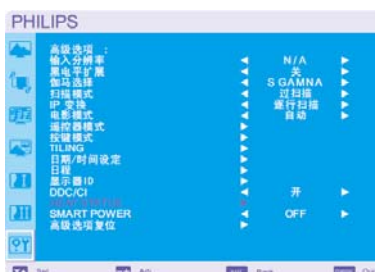 PHILIPS
高级选项 :
输入分辨率 N/A
黑电平扩展 关
伽马选择 S GAMNA
扫描模式 过扫描
IP 变换 逐行扫描
电影模式 自动
遥控器模式
按键模式
TILING
日期/时间设定
日程
显示器ID
DDC/CI 开
SMART POWER OFF
高级选项复位